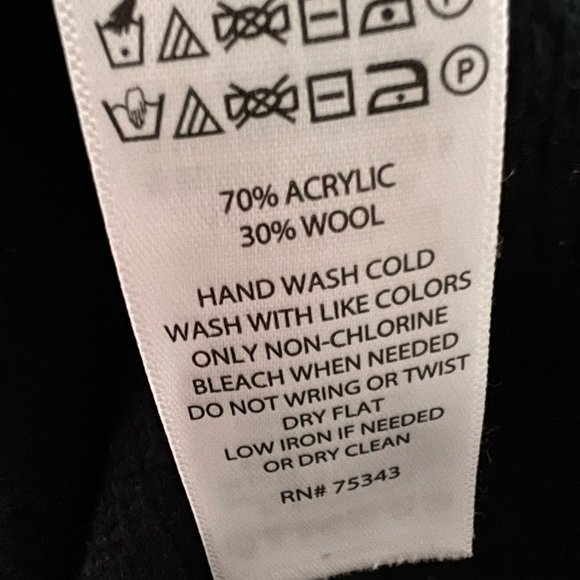 P
P
70% ACRYLIC
30% WOOL
HAND WASH COLD
WASH WITH LIKE COLORS
ONLY NON-CHLORINE
BLEACH WHEN NEEDED
DO NOT WRING OR TWIST
DRY FLAT
LOW IRON IF NEEDED
OR DRY CLEAN
RN# 75343